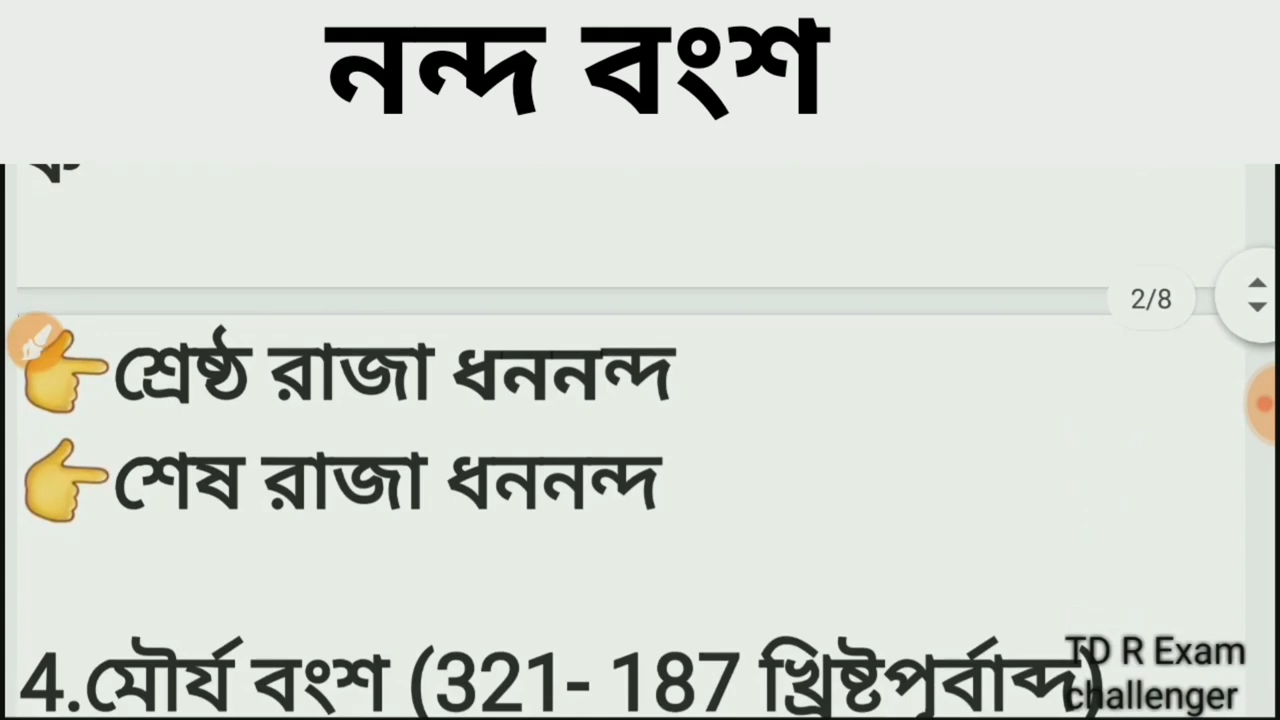 নন্দ বংশ
2/8
👉শ্রেষ্ঠ রাজা ধননন্দ
👉শেষ রাজা ধননন্দ
4.মৌর্য বংশ (321- 187 খ্রিষ্টপূর্বাব্দ)
TD R Exam
challenger